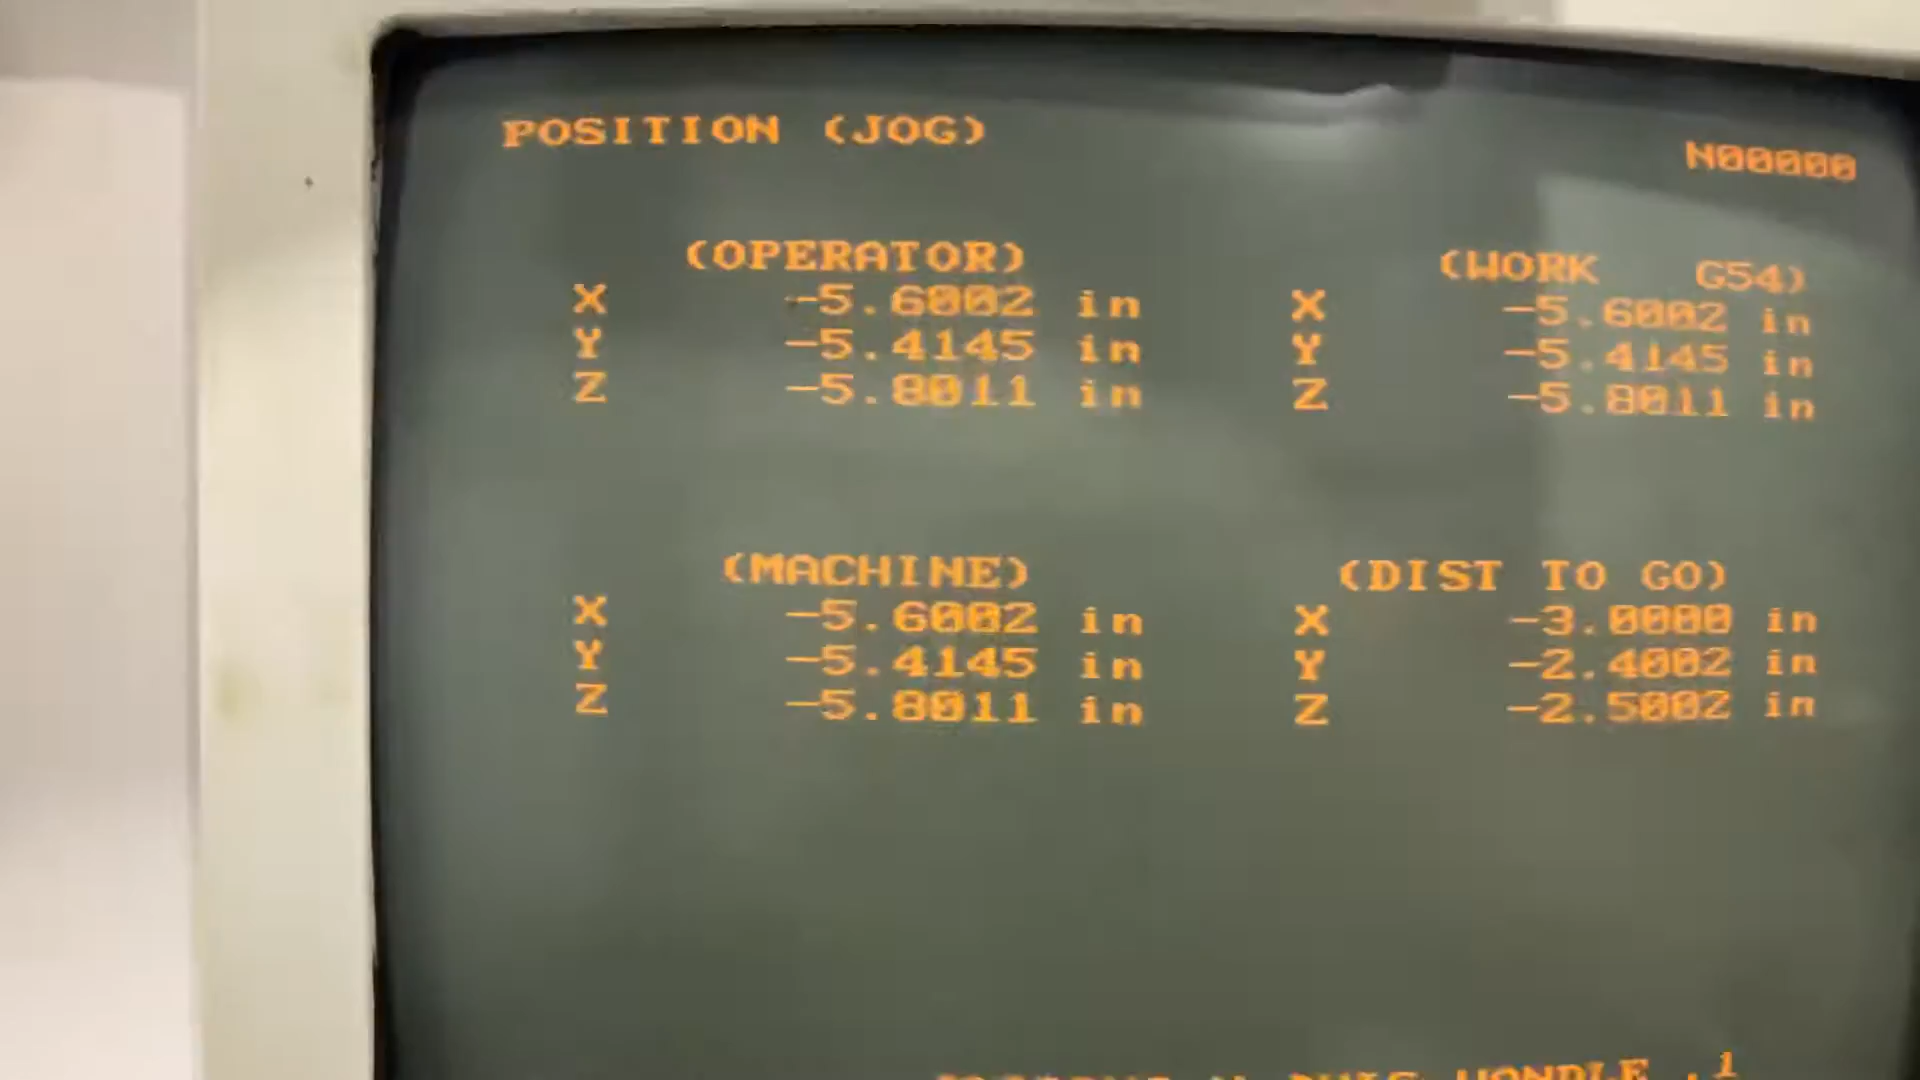 POSITION (JOG)
N00000
(OPERATOR)
X -5.6002 in
Y -5.4145 in
Z -5.8011 in
(WORK G54)
X -5.6002 in
Y -5.4145 in
Z -5.8011 in
(MACHINE)
X -5.6002 in
Y -5.4145 in
Z -5.8011 in
(DIST TO GO)
X -3.0000 in
Y -2.4002 in
Z -2.5002 in
HANDLE .1